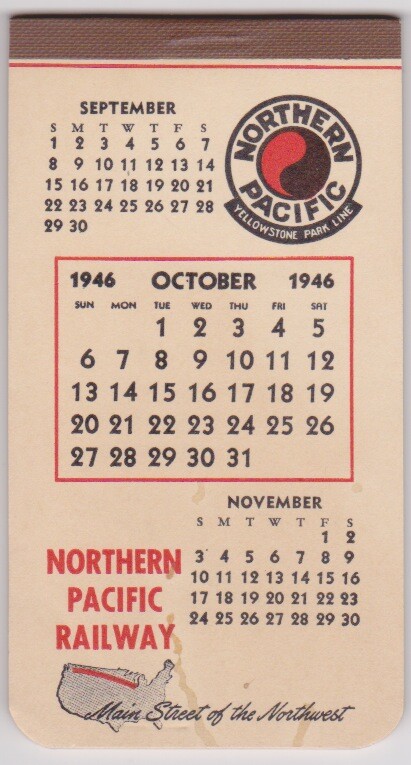 SEPTEMBER
S M T W T F S
1 2 3 4 5 6 7
8 9 10 11 12 13 14
15 16 17 18 19 20 21
22 23 24 25 26 27 28
29 30
NORTHERN
PACIFIC
YELLOWSTONE PARK LINE
1946 OCTOBER 1946
SUN MON TUE WED THU FRI SAT
1 2 3 4 5
6 7 8 9 10 11 12
13 14 15 16 17 18 19
20 21 22 23 24 25 26
27 28 29 30 31
NOVEMBER
S M T W T F S
1 2
3 4 5 6 7 8 9
10 11 12 13 14 15 16
17 18 19 20 21 22 23
24 25 26 27 28 29 30
NORTHERN
PACIFIC
RAILWAY
Main Street of the Northwest